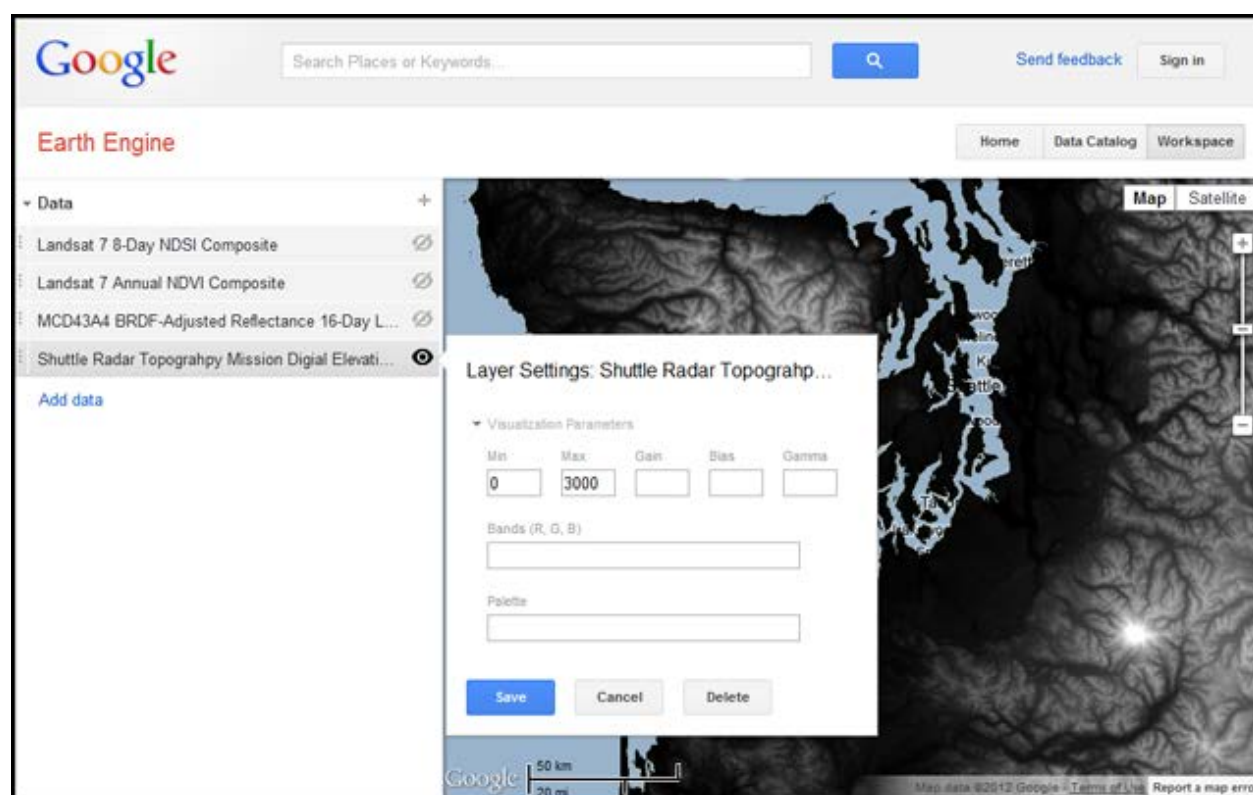 Google
Search Places or Keywords...
Send feedback
Sign in
Earth Engine
Home
Data Catalog
Workspace
Data
+
Map
Satellite
Landsat 7 8-Day NDSI Composite
Landsat 7 Annual NDVI Composite
MCD43A4 BRDF-Adjusted Reflectance 16-Day L...
Shuttle Radar Topograhpy Mission Digial Elevati...
Add data
Layer Settings: Shuttle Radar Topograhp...
Visualization Parameters
Min Max Gain Bias Gamma
0 3000
Bands (R, G, B)
Palette
Save Cancel Delete
Google
50 km
20 mi
Map data ©2012 Google - Terms of Use Report a map erro